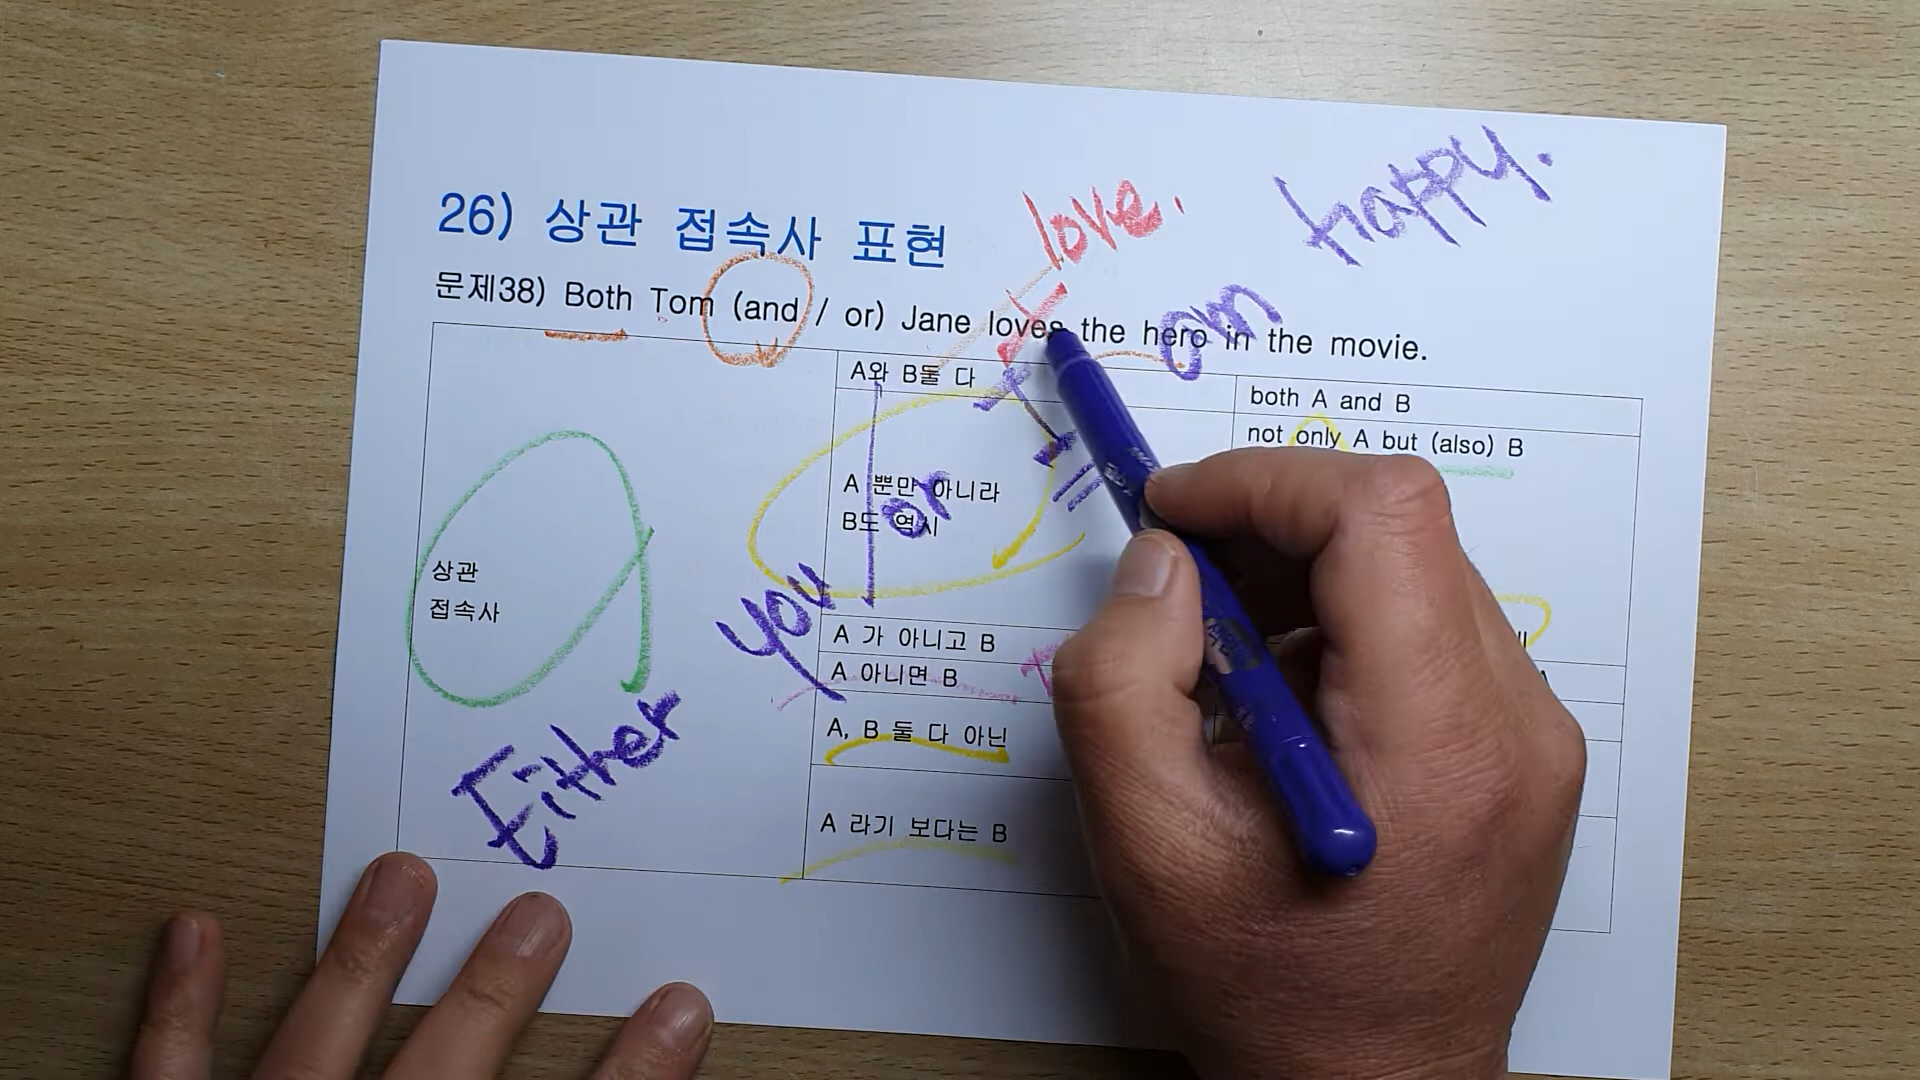 26) 상관 접속사 표현
love.
happy.
문제38) Both Tom (and / or) Jane loves the hero in the movie.
am
A와 B둘 다
both A and B
not only A but (also) B
A 뿐만 아니라
B도 역시
or
I
you
상관
접속사
A 가 아니고 B
A 아니면 B
A
A, B 둘 다 아닌
Either
A 라기 보다는 B